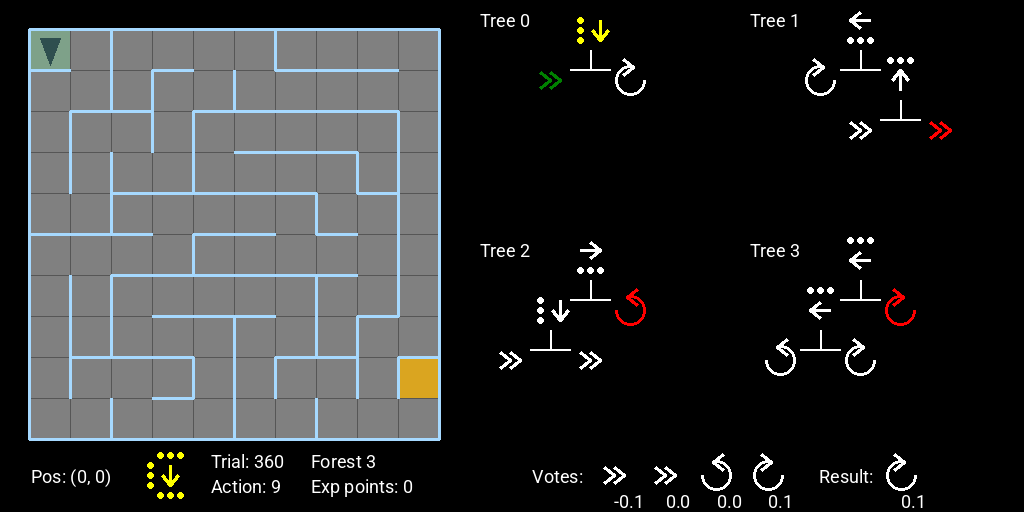 Tree 0
Tree 1
Tree 2
Tree 3
Pos: (0, 0)
Trial: 360
Forest 3
Action: 9
Exp points: 0
Votes:
Result:
-0.1
0.0
0.0
0.1
0.1